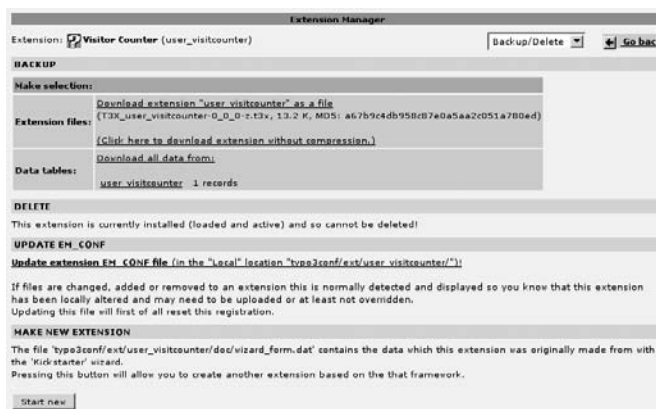 Extension Manager
Extension: Visitor Counter (user_visitcounter)
Backup/Delete
Go bac
BACKUP
Make selection:
Extension files:
Download extension "user_visitcounter" as a file
(T3X_user_visitcounter-0_0_0-z.t3x, 13.2 K, MD5: a67b9c4db958c87e0a5aa2c051a780ed)
(Click here to download extension without compression.)
Data tables:
Download all data from:
user_visitcounter 1 records
DELETE
This extension is currently installed (loaded and active) and so cannot be deleted!
UPDATE EM_CONF
Update extension EM_CONF file (in the "Local" location "typo3conf/ext/user_visitcounter/")!
If files are changed, added or removed to an extension this is normally detected and displayed so you know that this extension
has been locally altered and may need to be uploaded or at least not overridden.
Updating this file will first of all reset this registration.
MAKE NEW EXTENSION
The file 'typo3conf/ext/user_visitcounter/doc/wizard_form.dat' contains the data which this extension was originally made from with
the 'Kickstarter' wizard.
Pressing this button will allow you to create another extension based on the that framework.
Start new